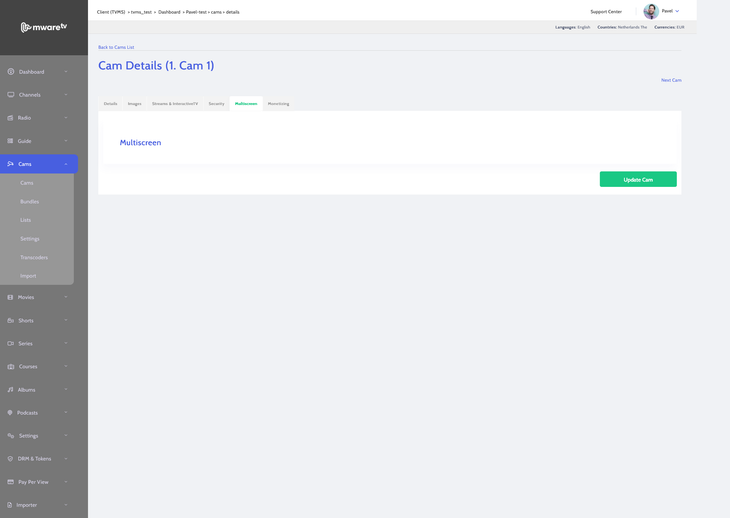 Client (TVMS) > tvms_test > Dashboard > Pavel-test > cams > details
Support Center
Pavel
mwaretv
Languages: English Countries: Netherlands The Currencies: EUR
Back to Cams List
Cam Details (1. Cam 1)
Next Cam
Details Images Streams & InteractiveTV Security Multiscreen Monetizing
Multiscreen
Update Cam
Dashboard
Channels
Radio
Guide
Cams
Cams
Bundles
Lists
Settings
Transcoders
Import
Movies
Shorts
Series
Courses
Albums
Podcasts
Settings
DRM & Tokens
Pay Per View
Importer